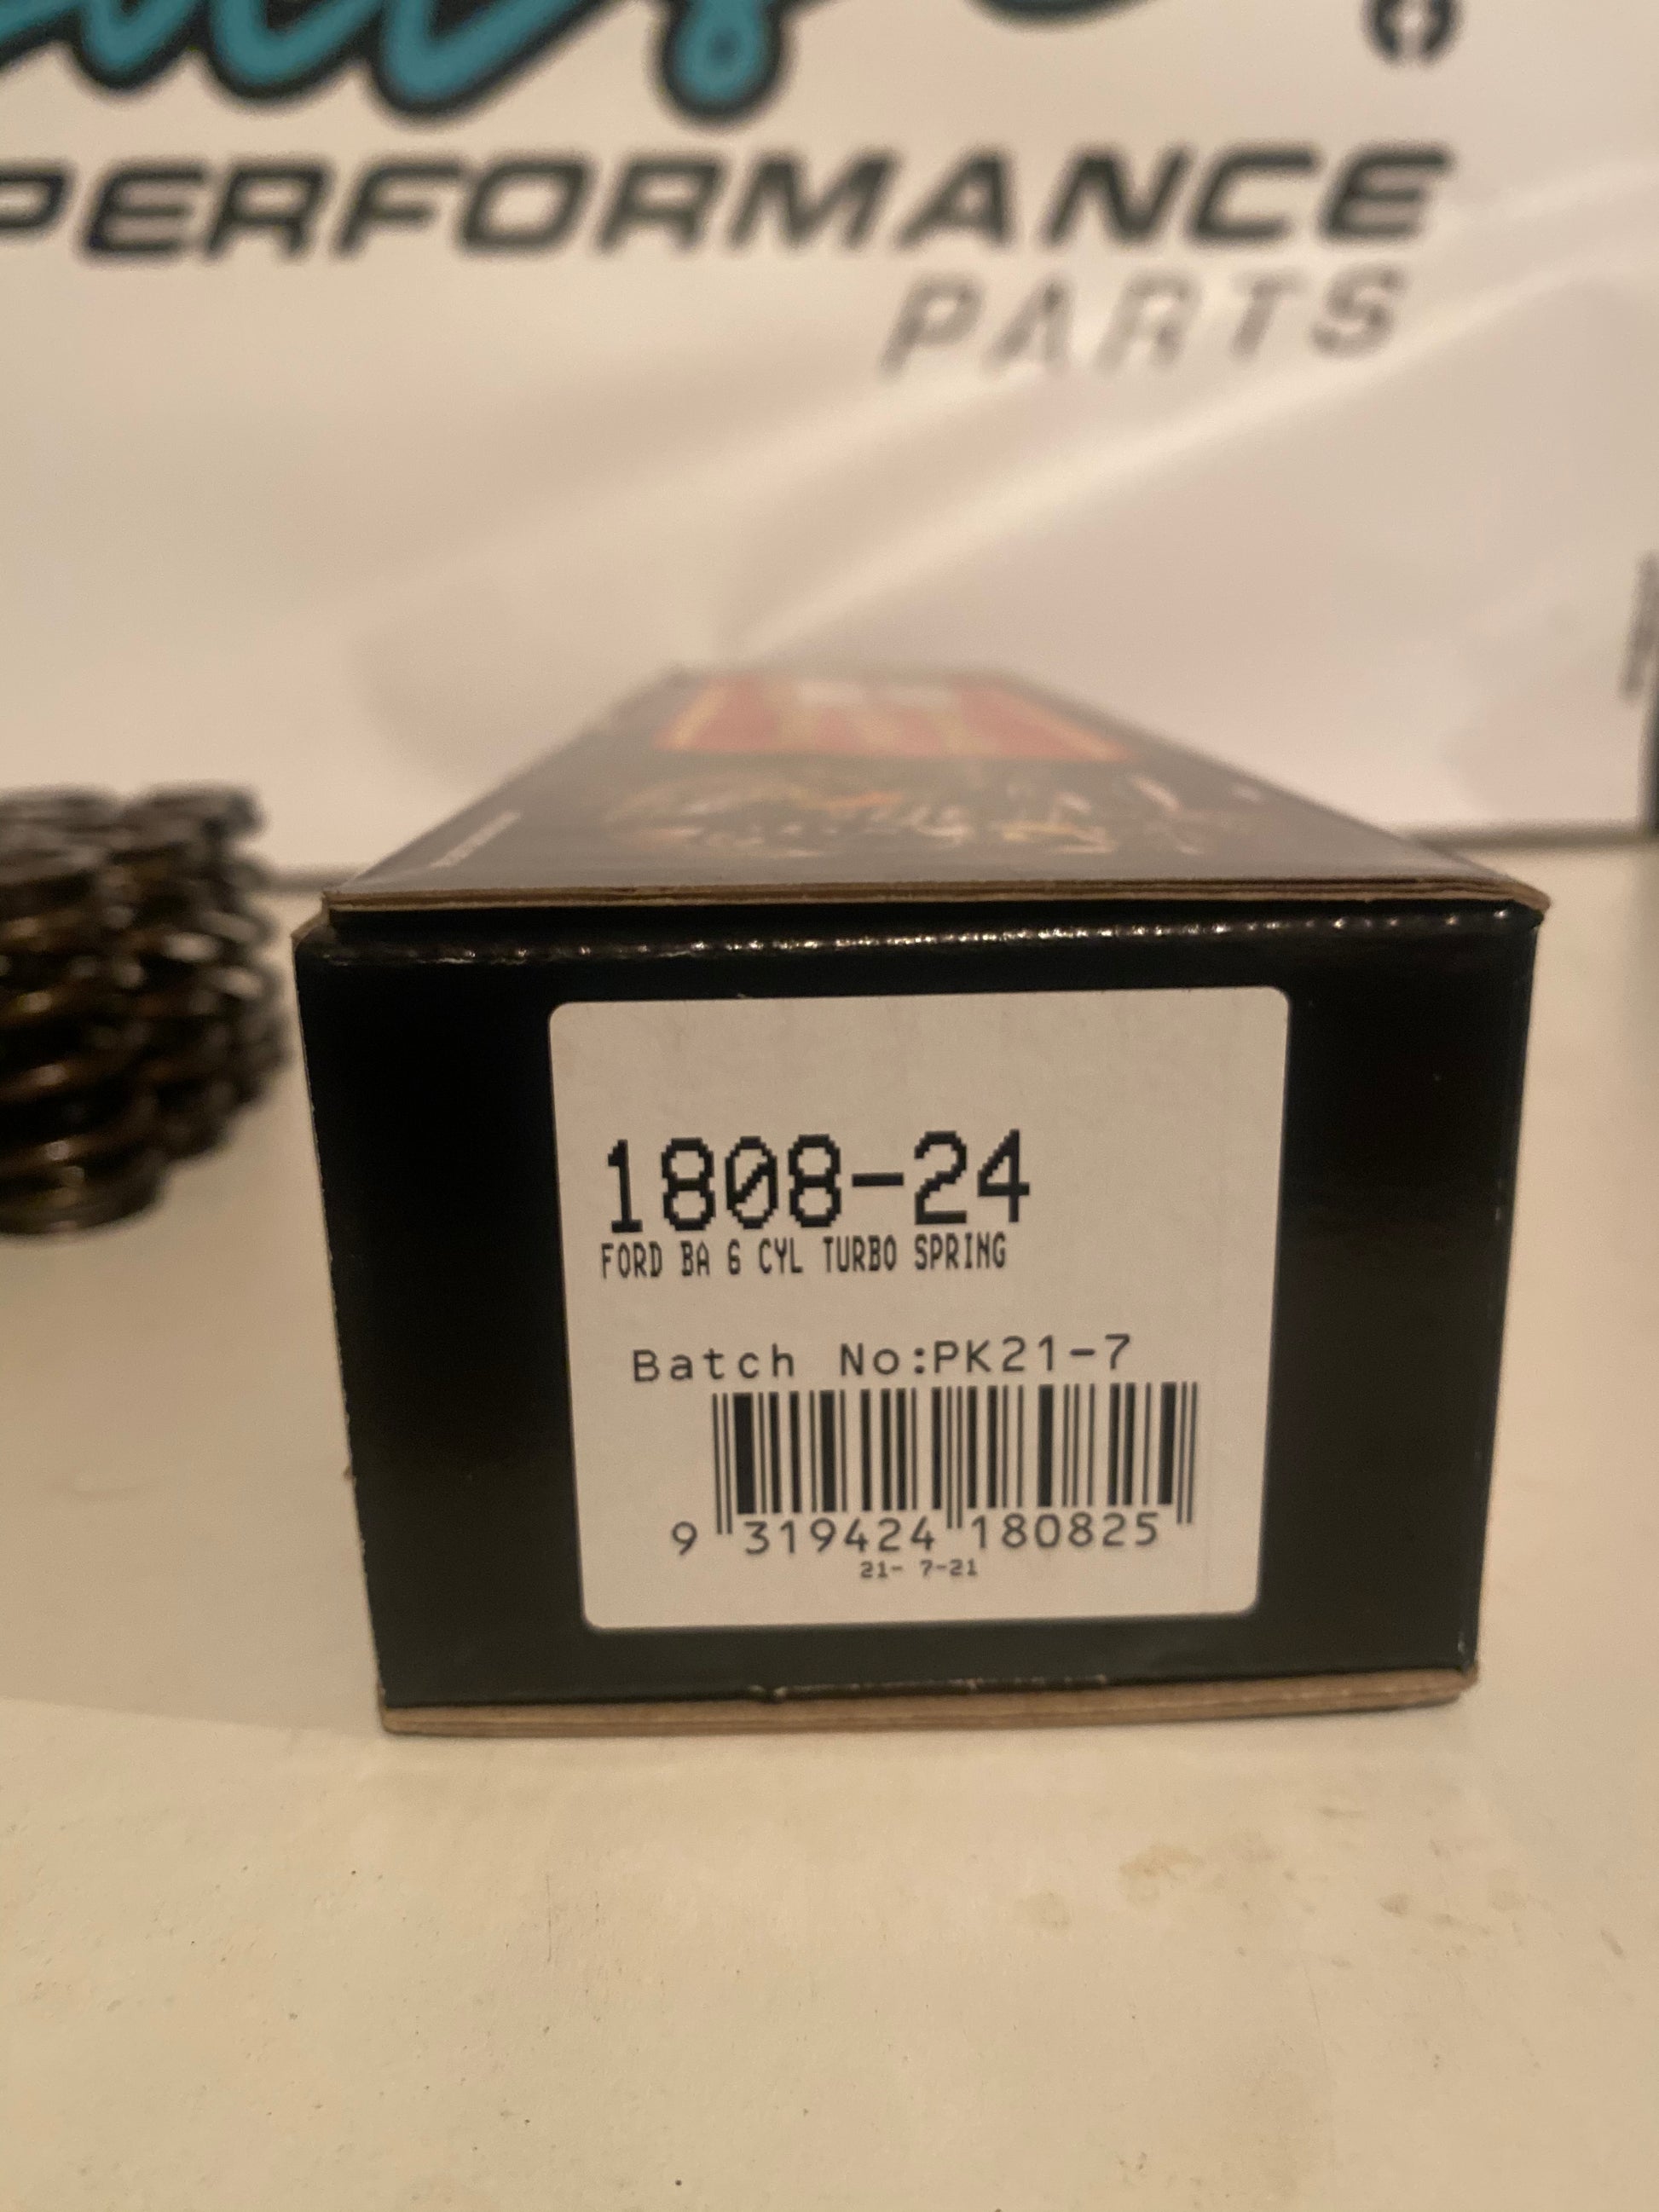 PERFORMANCE
PARTS
1808-24
FORD BA 6 CYL TURBO SPRING
Batch No:PK21-7
9 319424 180825
21- 7-21